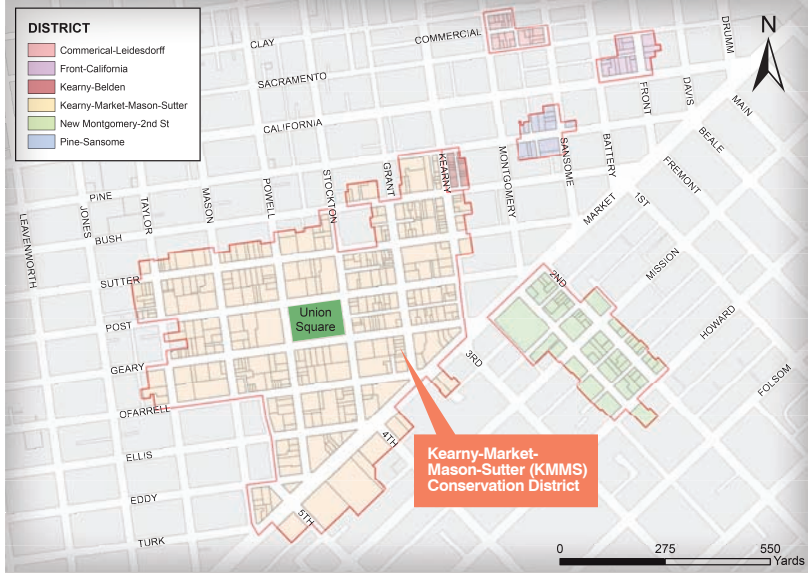 DISTRICT
Commerical-Leidesdorff
Front-California
Kearny-Belden
Kearny-Market-Mason-Sutter
New Montgomery-2nd St
Pine-Sansome
N
CLAY
COMMERCIAL
DRUMM
SACRAMENTO
CALIFORNIA
FRONT
DAVIS
MAIN
BEALE
FREMONT
1ST
MISSION
HOWARD
FOLSOM
MONTGOMERY
SANSOME
BATTERY
MARKET
KEARNY
GRANT
STOCKTON
POWELL
MASON
TAYLOR
JONES
LEAVENWORTH
PINE
BUSH
SUTTER
POST
GEARY
OFARRELL
ELLIS
EDDY
TURK
Union
Square
2ND
3RD
4TH
5TH
Kearny-Market-
Mason-Sutter (KMMS)
Conservation District
0 275 550
Yards